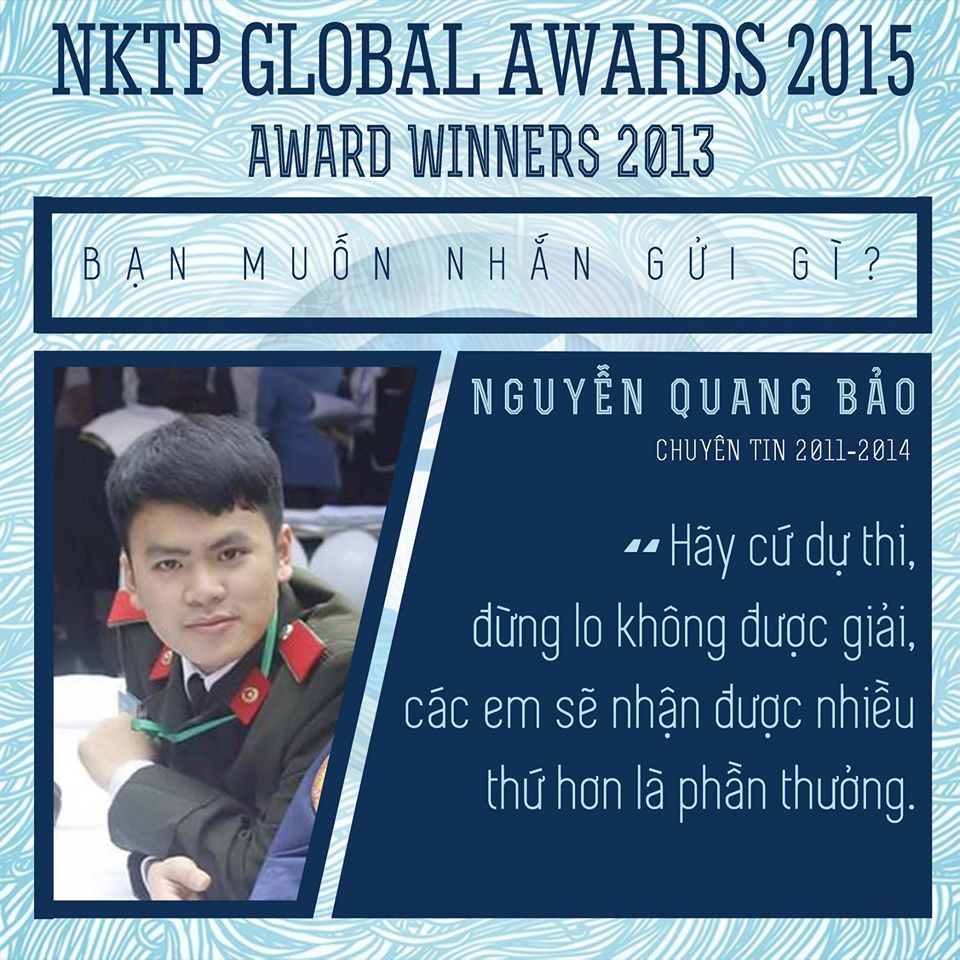 NKTP GLOBAL AWARDS 2015
AWARD WINNERS 2013
BẠN MUỐN NHẮN GỬI GÌ?
NGUYỄN QUANG BẢO
CHUYÊN TIN 2011-2014
“Hãy cứ dự thi,
đừng lo không được giải,
các em sẽ nhận được nhiều
thứ hơn là phần thưởng.